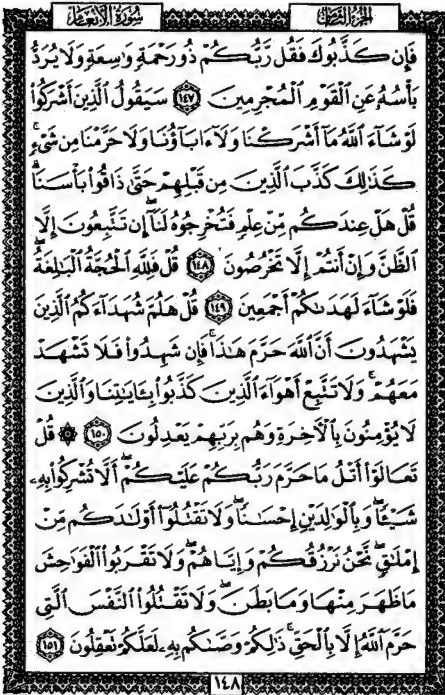 سُورَةُ الأَنْعَامِ الجُزْءُ الثَّامِنُ
فَإِن كَذَّبُوكَ فَقُل رَّبُّكُمْ ذُو رَحْمَةٍ وَٰسِعَةٍ وَلَا يُرَدُّ
بَأْسُهُۥ عَنِ ٱلْقَوْمِ ٱلْمُجْرِمِينَ ١٤٧ سَيَقُولُ ٱلَّذِينَ أَشْرَكُوا۟
لَوْ شَآءَ ٱللَّهُ مَآ أَشْرَكْنَا وَلَآ ءَابَآؤُنَا وَلَا حَرَّمْنَا مِن شَىْءٍۚ
كَذَٰلِكَ كَذَّبَ ٱلَّذِينَ مِن قَبْلِهِمْ حَتَّىٰ ذَاقُوا۟ بَأْسَنَاۗ
قُلْ هَلْ عِندَكُم مِّنْ عِلْمٍ فَتُخْرِجُوهُ لَنَآۖ إِن تَتَّبِعُونَ إِلَّا
ٱلظَّنَّ وَإِنْ أَنتُمْ إِلَّا تَخْرُصُونَ ١٤٨ قُلْ فَلِلَّهِ ٱلْحُجَّةُ ٱلْبَٰلِغَةُۖ
فَلَوْ شَآءَ لَهَدَىٰكُمْ أَجْمَعِينَ ١٤٩ قُلْ هَلُمَّ شُهَدَآءَكُمُ ٱلَّذِينَ
يَشْهَدُونَ أَنَّ ٱللَّهَ حَرَّمَ هَٰذَاۖ فَإِن شَهِدُوا۟ فَلَا تَشْهَدْ
مَعَهُمْۚ وَلَا تَتَّبِعْ أَهْوَآءَ ٱلَّذِينَ كَذَّبُوا۟ بِـَٔايَٰتِنَا وَٱلَّذِينَ
لَا يُؤْمِنُونَ بِٱلْـَٔاخِرَةِ وَهُم بِرَبِّهِمْ يَعْدِلُونَ ١٥٠ ۞ قُلْ
تَعَالَوْا۟ أَتْلُ مَا حَرَّمَ رَبُّكُمْ عَلَيْكُمْۖ أَلَّا تُشْرِكُوا۟ بِهِۦ
شَيْـًٔاۖ وَبِٱلْوَٰلِدَيْنِ إِحْسَٰنًاۖ وَلَا تَقْتُلُوٓا۟ أَوْلَٰدَكُم مِّنْ
إِمْلَٰقٍۖ نَّحْنُ نَرْزُقُكُمْ وَإِيَّاهُمْۖ وَلَا تَقْرَبُوا۟ ٱلْفَوَٰحِشَ
مَا ظَهَرَ مِنْهَا وَمَا بَطَنَۖ وَلَا تَقْتُلُوا۟ ٱلنَّفْسَ ٱلَّتِى
حَرَّمَ ٱللَّهُ إِلَّا بِٱلْحَقِّۚ ذَٰلِكُمْ وَصَّىٰكُم بِهِۦ لَعَلَّكُمْ تَعْقِلُونَ ١٥١
١٤٨